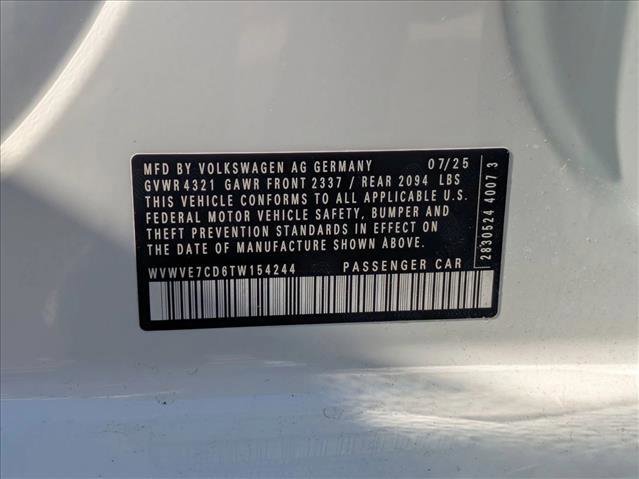 MFD BY VOLKSWAGEN AG GERMANY 07/25
GVWR 4321 GAWR FRONT 2337 / REAR 2094 LBS
THIS VEHICLE CONFORMS TO ALL APPLICABLE U.S.
FEDERAL MOTOR VEHICLE SAFETY, BUMPER AND
THEFT PREVENTION STANDARDS IN EFFECT ON
THE DATE OF MANUFACTURE SHOWN ABOVE.
WVWVE7CD6TW154244 PASSENGER CAR
2830524 4007 3